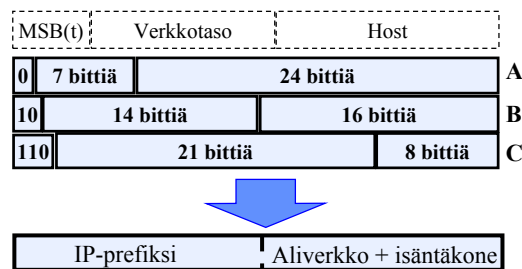 MSB(t) Verkkotaso Host
0 7 bittiä 24 bittiä A
10 14 bittiä 16 bittiä B
110 21 bittiä 8 bittiä C
IP-prefiksi Aliverkko + isäntäkone